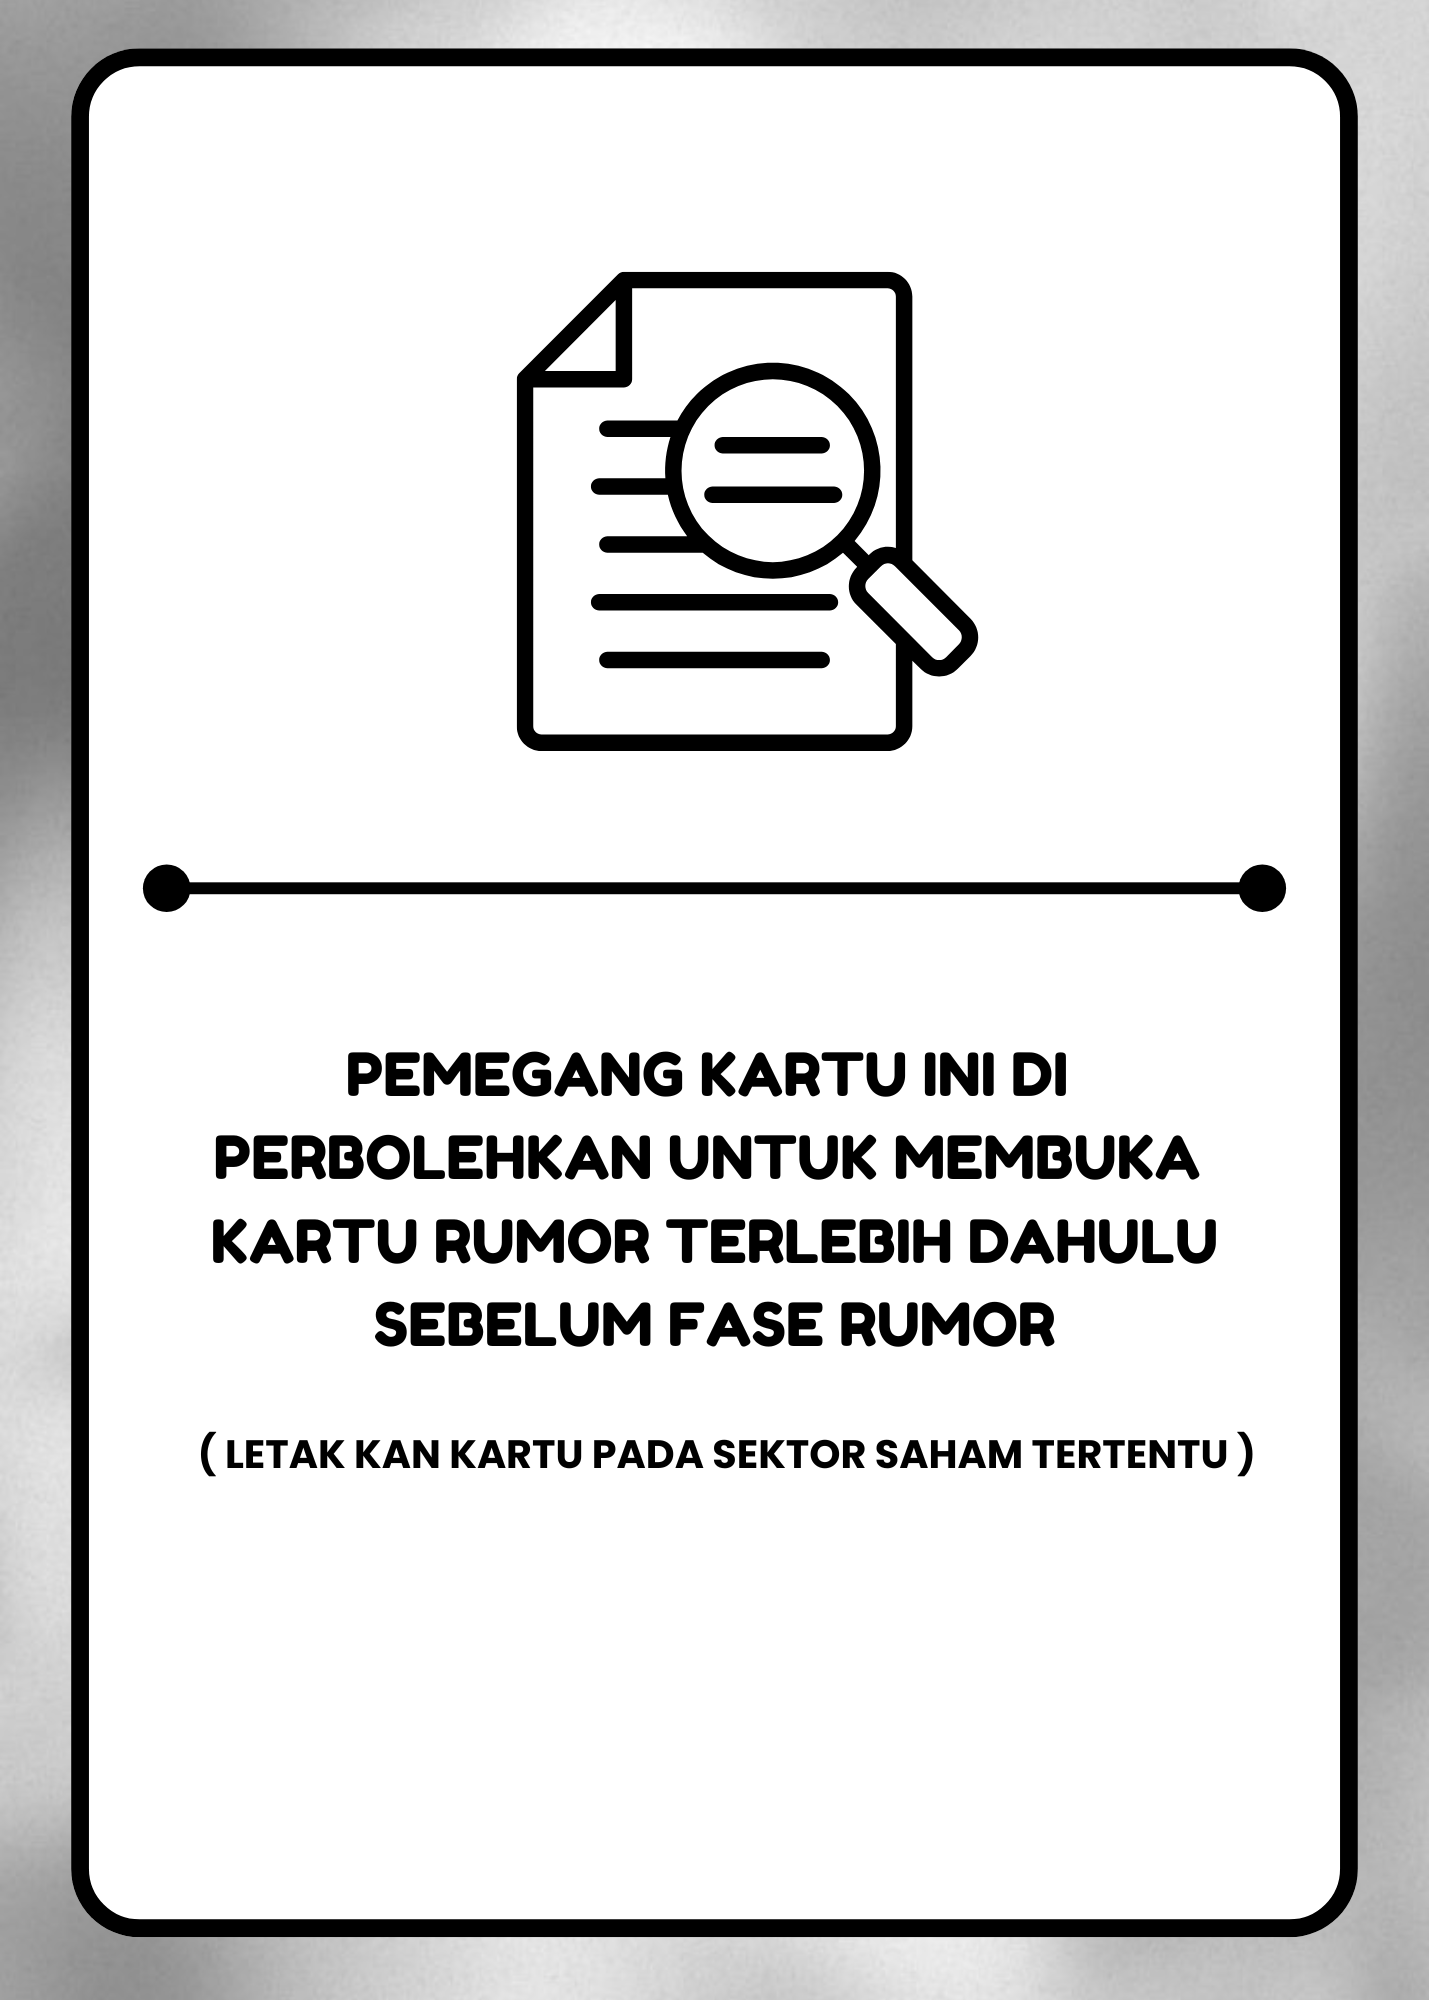 PEMEGANG KARTU INI DI
PERBOLEHKAN UNTUK MEMBUKA
KARTU RUMOR TERLEBIH DAHULU
SEBELUM FASE RUMOR
( LETAK KAN KARTU PADA SEKTOR SAHAM TERTENTU )